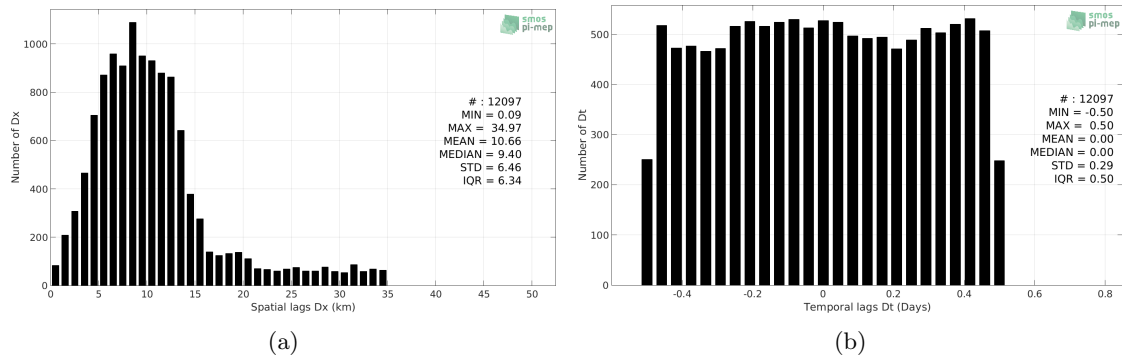 smos
pi-mep
1000
800
600
400
200
0
Number of Dx
# : 12097
MIN = 0.09
MAX = 34.97
MEAN = 10.66
MEDIAN = 9.40
STD = 6.46
IQR = 6.34
0 5 10 15 20 25 30 35 40 45 50
Spatial lags Dx (km)
(a)
smos
pi-mep
500
400
300
200
100
0
Number of Dt
# : 12097
MIN = -0.50
MAX = 0.50
MEAN = 0.00
MEDIAN = 0.00
STD = 0.29
IQR = 0.50
-0.4 -0.2 0 0.2 0.4 0.6 0.8
Temporal lags Dt (Days)
(b)